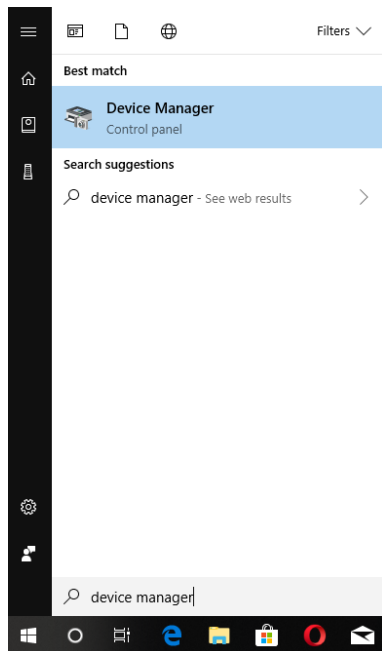 Filters
Best match
Device Manager
Control panel
Search suggestions
device manager - See web results
device manager